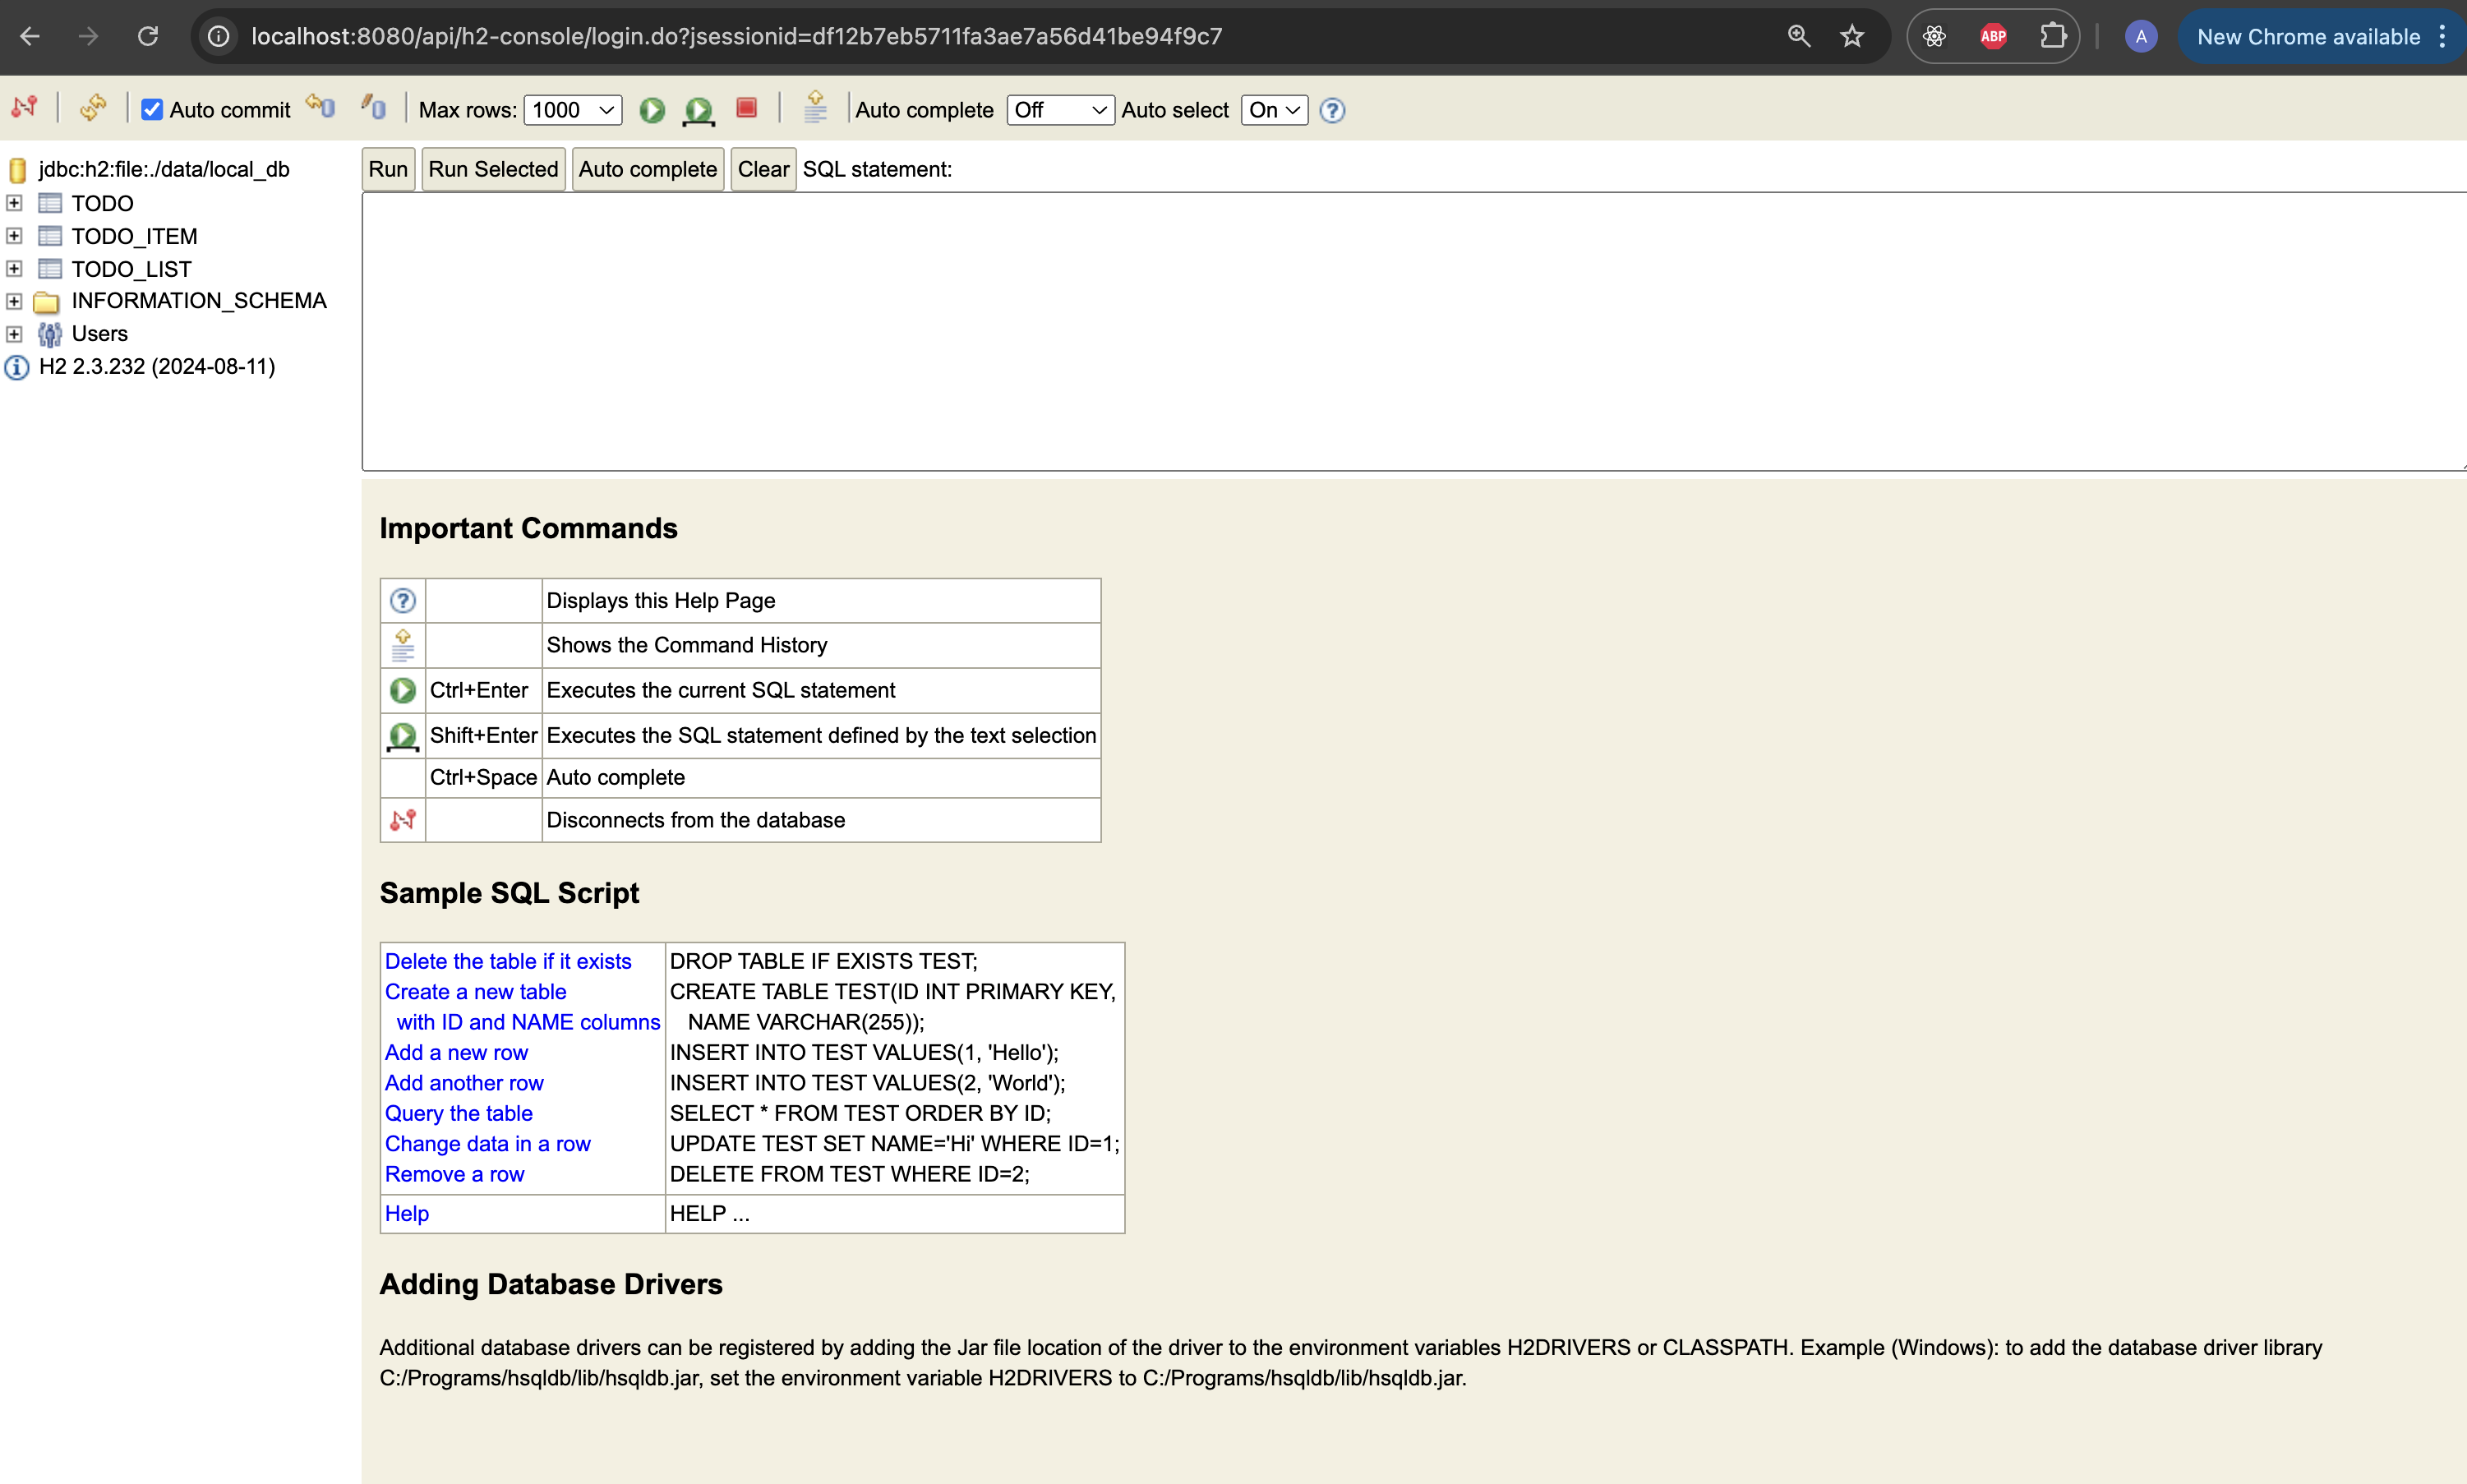 localhost:8080/api/h2-console/login.do?jsessionid=df12b7eb5711fa3ae7a56d41be94f9c7
ABP
A
New Chrome available
Auto commit
Max rows: 1000
Auto complete Off
Auto select On
jdbc:h2:file:./data/local_db
TODO
TODO_ITEM
TODO_LIST
INFORMATION_SCHEMA
Users
H2 2.3.232 (2024-08-11)
Run Run Selected Auto complete Clear SQL statement:
Important Commands
Displays this Help Page
Shows the Command History
Ctrl+Enter Executes the current SQL statement
Shift+Enter Executes the SQL statement defined by the text selection
Ctrl+Space Auto complete
Disconnects from the database
Sample SQL Script
Delete the table if it exists DROP TABLE IF EXISTS TEST;
Create a new table CREATE TABLE TEST(ID INT PRIMARY KEY,
with ID and NAME columns NAME VARCHAR(255));
Add a new row INSERT INTO TEST VALUES(1, 'Hello');
Add another row INSERT INTO TEST VALUES(2, 'World');
Query the table SELECT * FROM TEST ORDER BY ID;
Change data in a row UPDATE TEST SET NAME='Hi' WHERE ID=1;
Remove a row DELETE FROM TEST WHERE ID=2;
Help HELP ...
Adding Database Drivers
Additional database drivers can be registered by adding the Jar file location of the driver to the environment variables H2DRIVERS or CLASSPATH. Example (Windows): to add the database driver library
C:/Programs/hsqldb/lib/hsqldb.jar, set the environment variable H2DRIVERS to C:/Programs/hsqldb/lib/hsqldb.jar.